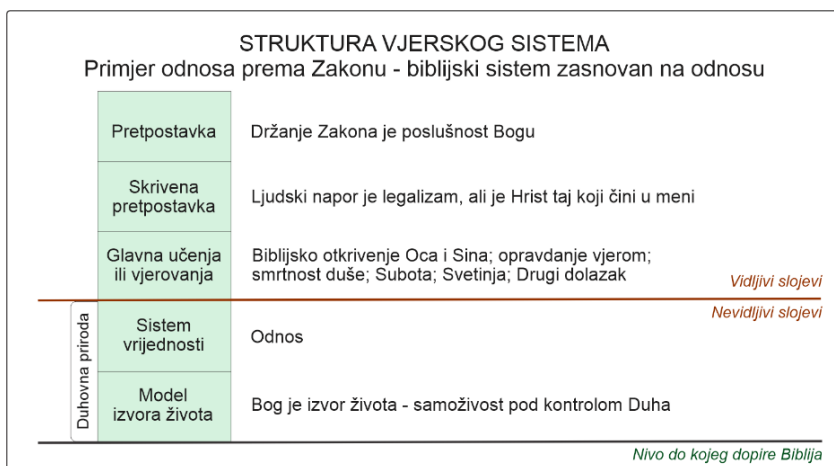 STRUKTURA VJERSKOG SISTEMA
Primjer odnosa prema Zakonu - biblijski sistem zasnovan na odnosu
Pretpostavka
Držanje Zakona je poslušnost Bogu
Skrivena
pretpostavka
Ljudski napor je legalizam, ali je Hrist taj koji čini u meni
Glavna učenja
ili vjerovanja
Biblijsko otkrivenje Oca i Sina; opravdanje vjerom;
smrtnost duše; Subota; Svetinja; Drugi dolazak
Vidljivi slojevi
Nevidljivi slojevi
Duhovna priroda
Sistem
vrijednosti
Odnos
Model
izvora života
Bog je izvor života - samoživost pod kontrolom Duha
Nivo do kojeg dopire Biblija